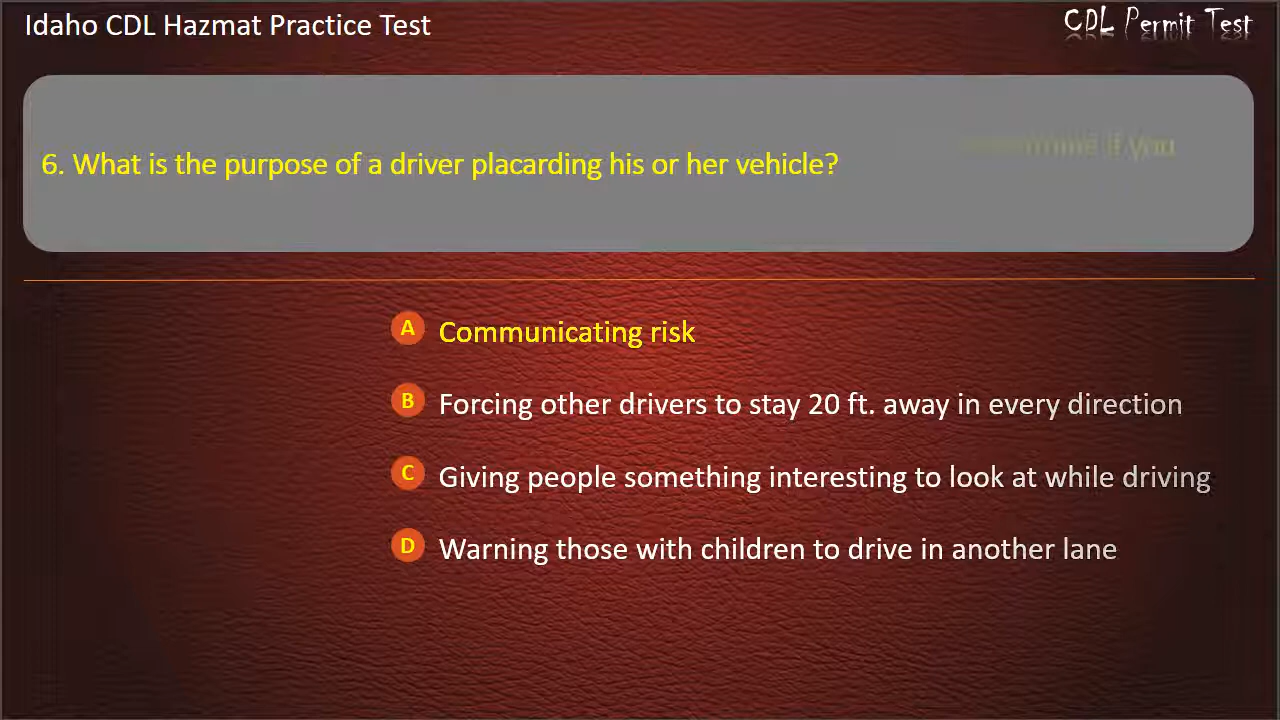 Idaho CDL Hazmat Practice Test
CDL Permit Test
if you
6. What is the purpose of a driver placarding his or her vehicle?
A Communicating risk
B Forcing other drivers to stay 20 ft. away in every direction
C Giving people something interesting to look at while driving
D Warning those with children to drive in another lane